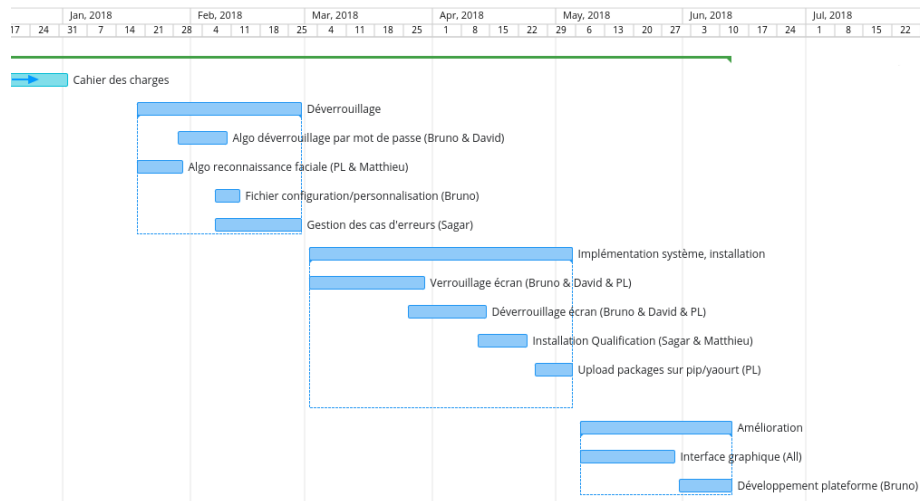 Jan, 2018 Feb, 2018 Mar, 2018 Apr, 2018 May, 2018 Jun, 2018 Jul, 2018
17 24 31 7 14 21 28 4 11 18 25 4 11 18 25 1 8 15 22 29 6 13 20 27 3 10 17 24 1 8 15 22
Cahier des charges
Déverrouillage
Algo déverrouillage par mot de passe (Bruno & David)
Algo reconnaissance faciale (PL & Matthieu)
Fichier configuration/personnalisation (Bruno)
Gestion des cas d'erreurs (Sagar)
Implémentation système, installation
Verrouillage écran (Bruno & David & PL)
Déverrouillage écran (Bruno & David & PL)
Installation Qualification (Sagar & Matthieu)
Upload packages sur pip/yaourt (PL)
Amélioration
Interface graphique (All)
Développement plateforme (Bruno)